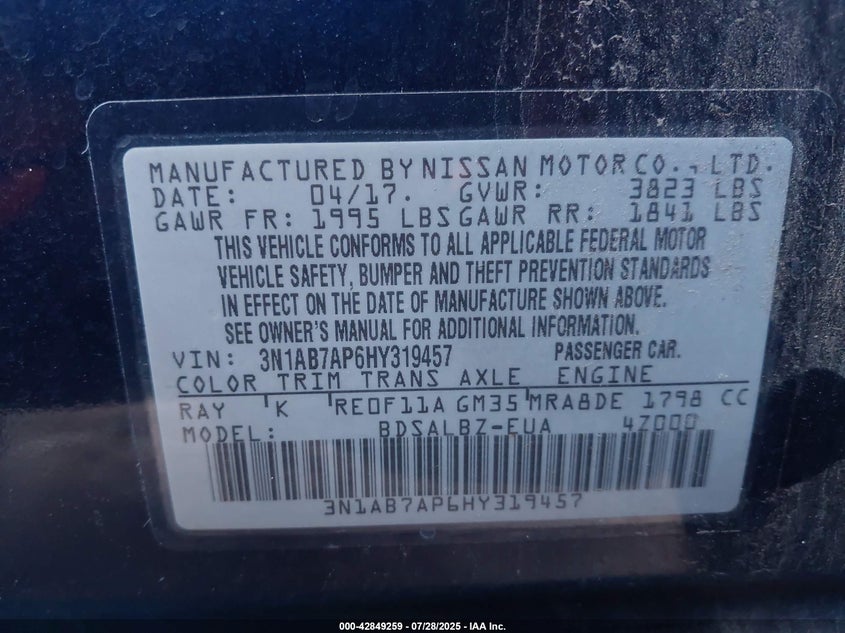 MANUFACTURED BY NISSAN MOTOR CO., LTD.
DATE: 04/17. GVWR: 3823 LBS
GAWR FR: 1995 LBS GAWR RR: 1841 LBS
THIS VEHICLE CONFORMS TO ALL APPLICABLE FEDERAL MOTOR
VEHICLE SAFETY, BUMPER AND THEFT PREVENTION STANDARDS
IN EFFECT ON THE DATE OF MANUFACTURE SHOWN ABOVE.
SEE OWNER'S MANUAL FOR ADDITIONAL INFORMATION.
VIN: 3N1AB7AP6HY319457 PASSENGER CAR.
COLOR TRIM TRANS AXLE ENGINE
RAY K RE0F11A GM35 MRA8DE 1798 CC
MODEL: BDSALBZ-EUA 47000
3N1AB7AP6HY319457
000-42849259 | 07/28/2025 - IAA Inc.